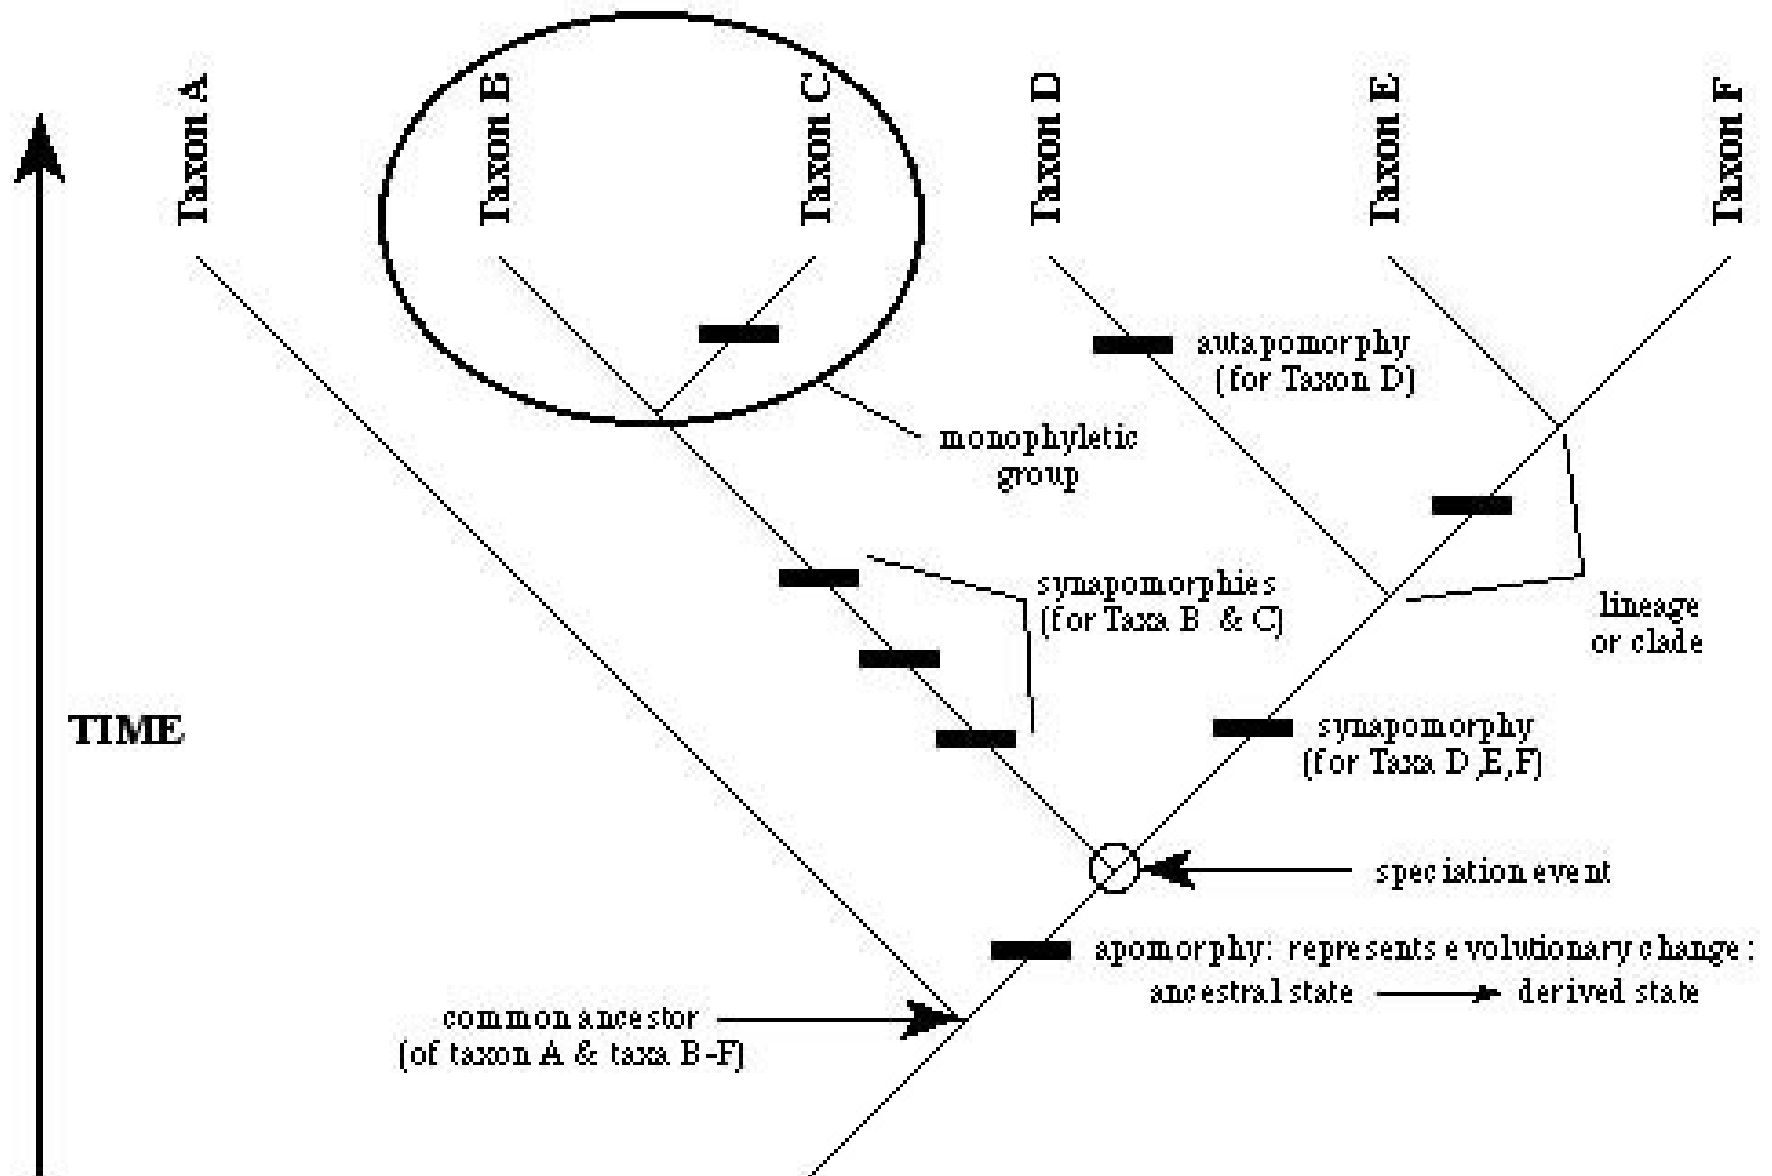 Taxon A
Taxon B
Taxon C
Taxon D
Taxon E
Taxon F
autapomorphy
(for Taxon D)
monophyletic
group
synapomorphies
(for Taxa B & C)
lineage
or clade
TIME
synapomorphy
(for Taxa D,E,F)
speciation event
apomorphy: represents evolutionary change:
ancestral state
derived state
common ancestor
(of taxon A & taxa B-F)